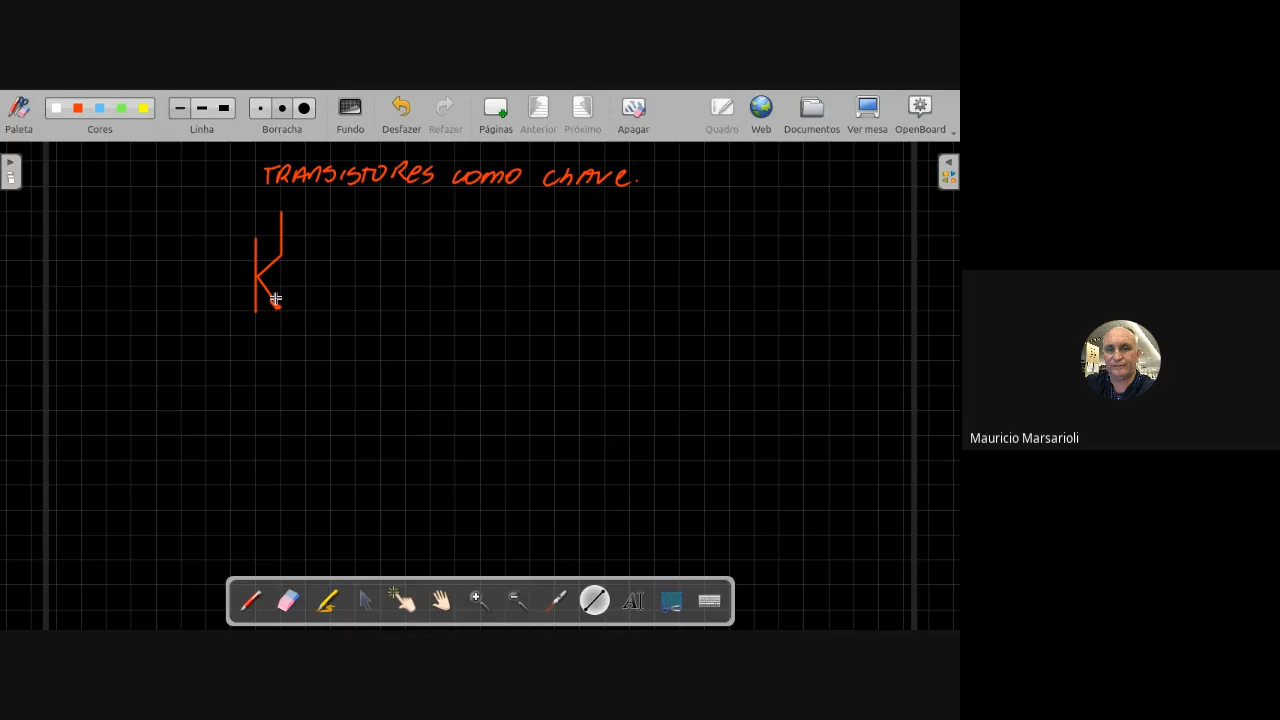 Paleta Cores Linha Borracha Fundo Desfazer Refazer Páginas Anterior Próximo Apagar Quadro Web Documentos Ver mesa OpenBoard
TRANSISTORES COMO CHAVE.
Mauricio Marsarioli
AI